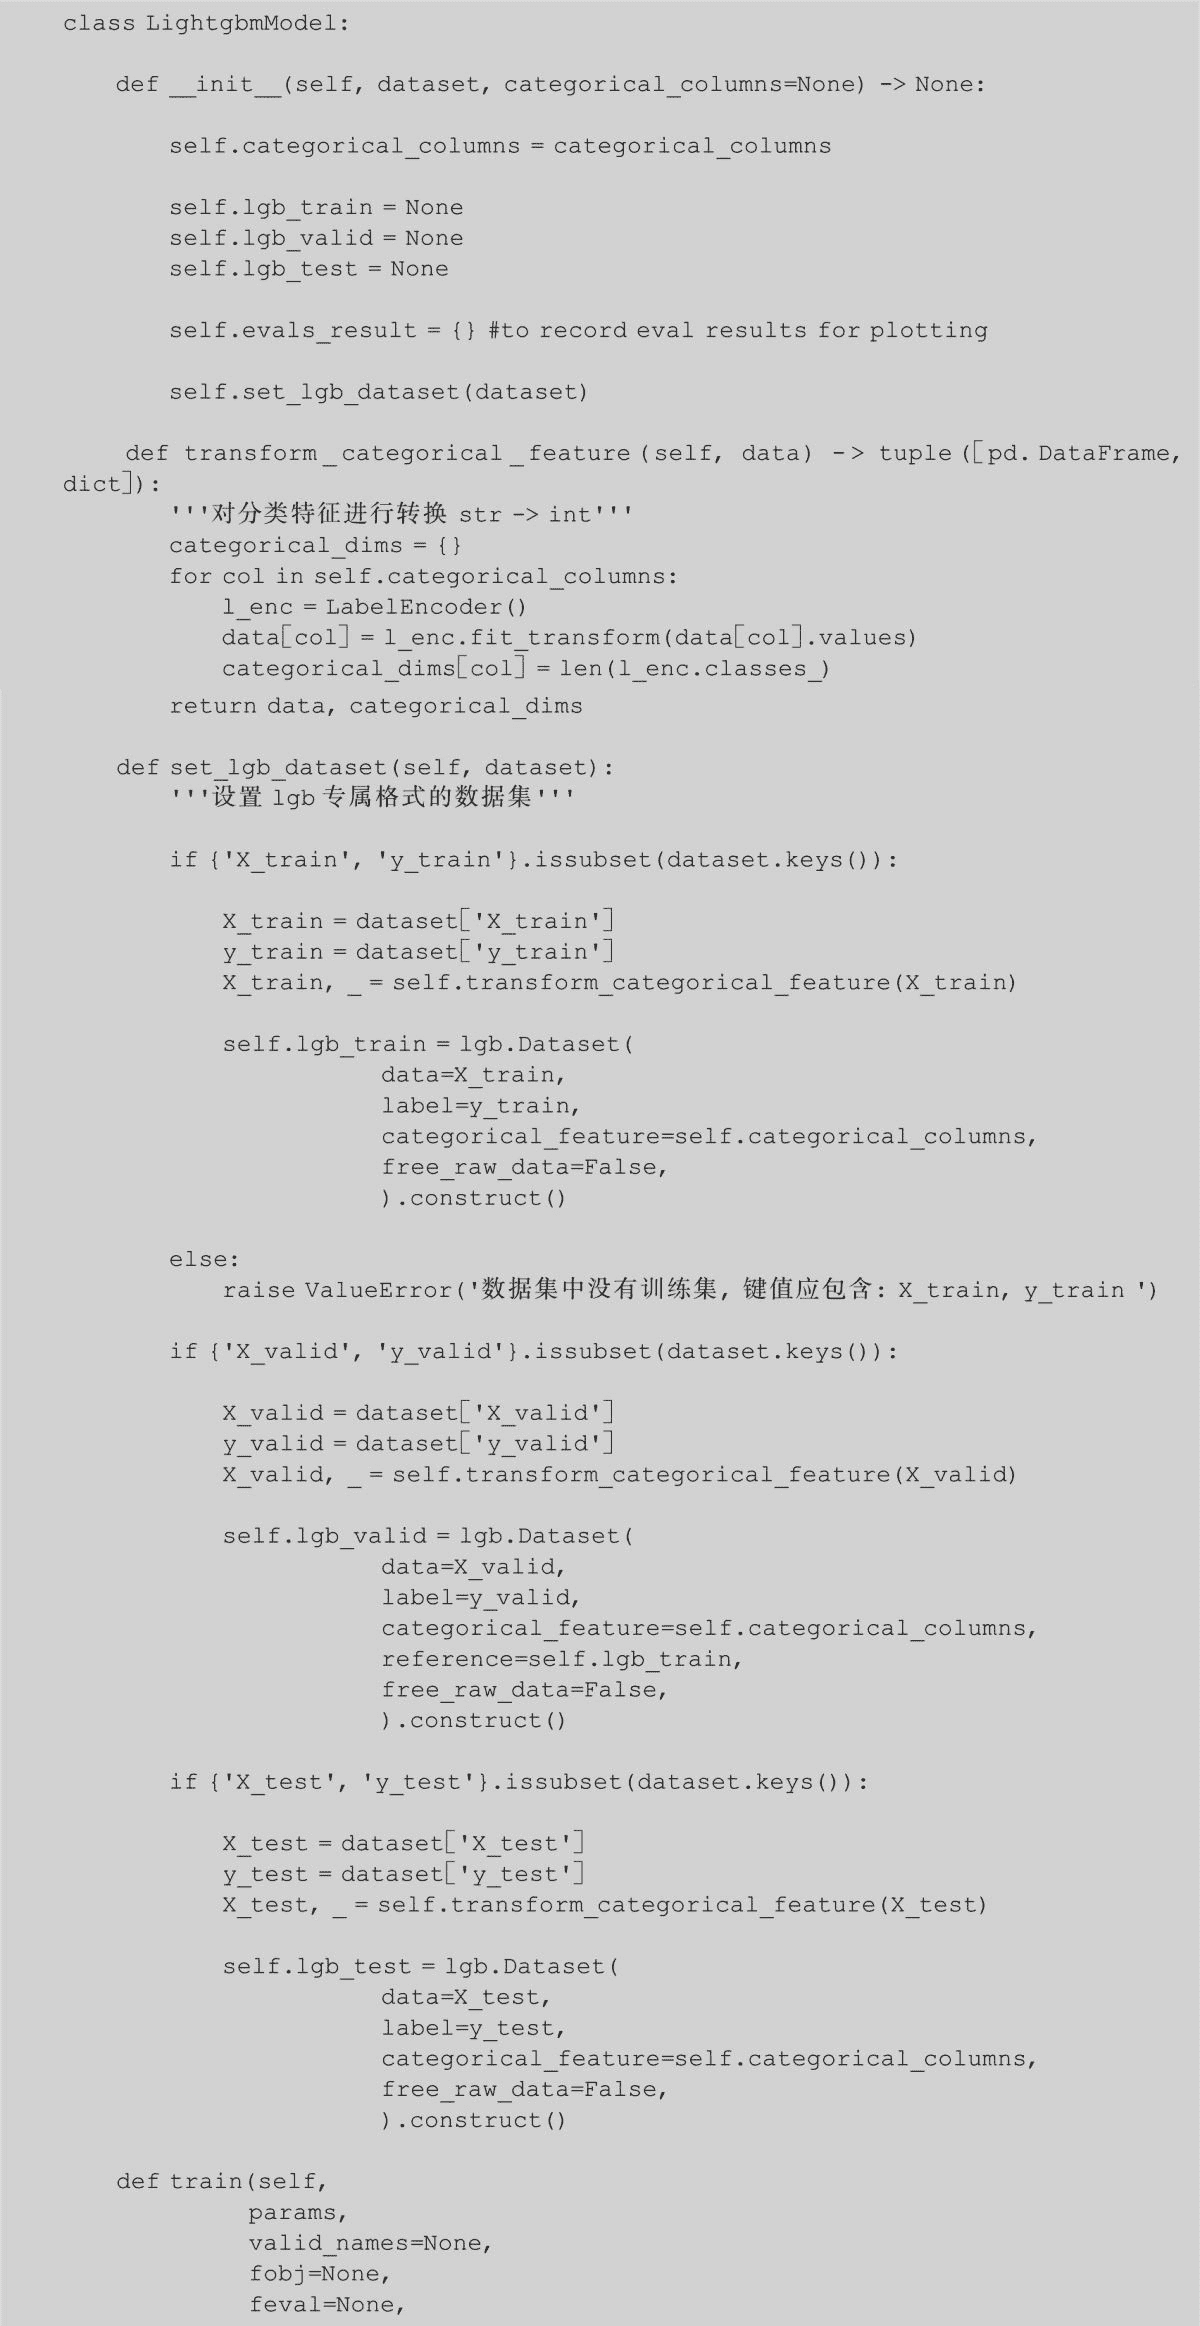 class LightgbmModel:
def __init__(self, dataset, categorical_columns=None) -> None:
self.categorical_columns = categorical_columns
self.lgb_train = None
self.lgb_valid = None
self.lgb_test = None
self.evals_result = {} #to record eval results for plotting
self.set_lgb_dataset(dataset)
def transform_categorical_feature(self, data) -> tuple([pd.DataFrame,
dict]):
'''对分类特征进行转换 str -> int'''
categorical_dims = {}
for col in self.categorical_columns:
l_enc = LabelEncoder()
data[col] = l_enc.fit_transform(data[col].values)
categorical_dims[col] = len(l_enc.classes_)
return data, categorical_dims
def set_lgb_dataset(self, dataset):
'''设置 lgb 专属格式的数据集'''
if {'X_train', 'y_train'}.issubset(dataset.keys()):
X_train = dataset['X_train']
y_train = dataset['y_train']
X_train, _ = self.transform_categorical_feature(X_train)
self.lgb_train = lgb.Dataset(
data=X_train,
label=y_train,
categorical_feature=self.categorical_columns,
free_raw_data=False,
).construct()
else:
raise ValueError('数据集中没有训练集, 键值应包含: X_train, y_train ')
if {'X_valid', 'y_valid'}.issubset(dataset.keys()):
X_valid = dataset['X_valid']
y_valid = dataset['y_valid']
X_valid, _ = self.transform_categorical_feature(X_valid)
self.lgb_valid = lgb.Dataset(
data=X_valid,
label=y_valid,
categorical_feature=self.categorical_columns,
reference=self.lgb_train,
free_raw_data=False,
).construct()
if {'X_test', 'y_test'}.issubset(dataset.keys()):
X_test = dataset['X_test']
y_test = dataset['y_test']
X_test, _ = self.transform_categorical_feature(X_test)
self.lgb_test = lgb.Dataset(
data=X_test,
label=y_test,
categorical_feature=self.categorical_columns,
free_raw_data=False,
).construct()
def train(self,
params,
valid_names=None,
fobj=None,
feval=None,